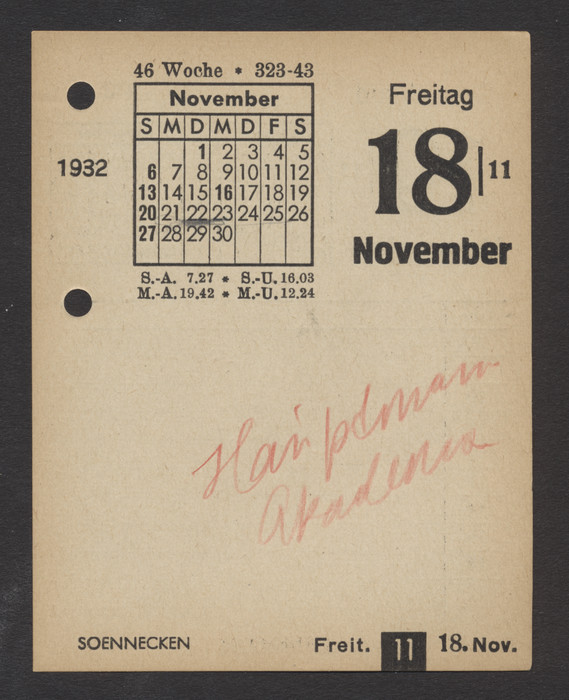 46 Woche * 323-43
November
S M D M D F S
1 2 3 4 5
6 7 8 9 10 11 12
13 14 15 16 17 18 19
20 21 22 23 24 25 26
27 28 29 30
S.-A. 7.27 * S.-U. 16.03
M.-A. 19.42 * M.-U. 12.24
1932
Freitag
18 | 11
November
Hauptmann
Akademie
SOENNECKEN
Freit. 11 18. Nov.